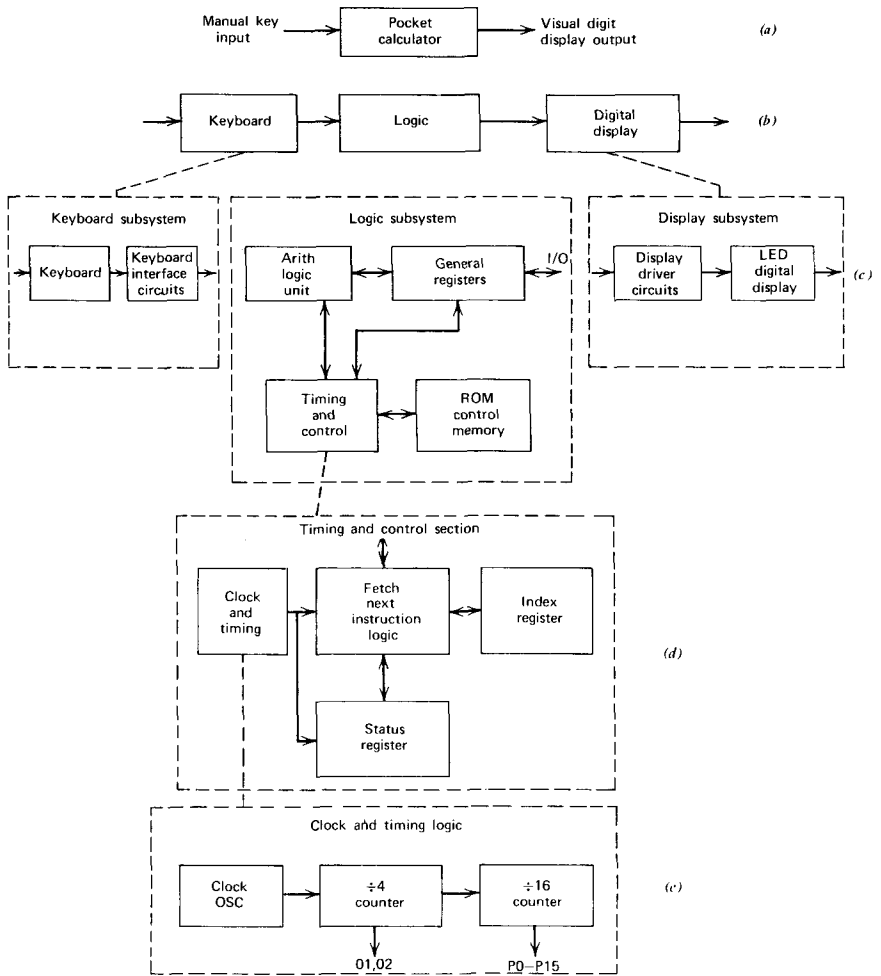 Manual key
input
Pocket
calculator
Visual digit
display output
(a)
Keyboard
Logic
Digital
display
(b)
Keyboard subsystem
Keyboard
Keyboard
interface
circuits
Logic subsystem
Arith
logic
unit
General
registers
I/O
Timing
and
control
ROM
control
memory
Display subsystem
Display
driver
circuits
LED
digital
display
(c)
Timing and control section
Clock
and
timing
Fetch
next
instruction
logic
Index
register
Status
register
(d)
Clock and timing logic
Clock
OSC
÷4
counter
÷16
counter
01,02
P0–P15
(e)